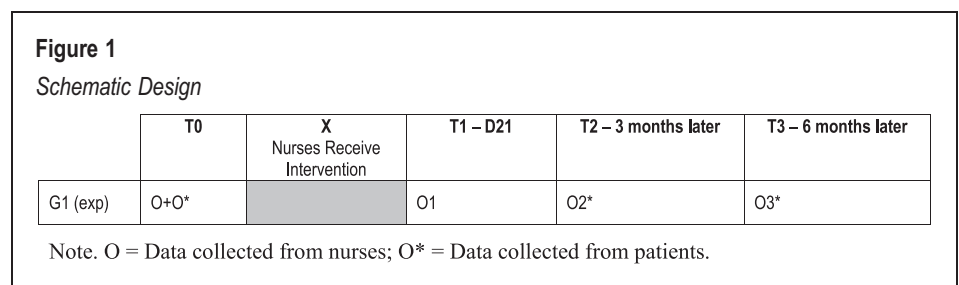 Figure 1
Schematic Design
T0
X
Nurses Receive
Intervention
T1 – D21
T2 – 3 months later
T3 – 6 months later
G1 (exp)
O+O*
O1
O2*
O3*
Note. O = Data collected from nurses; O* = Data collected from patients.